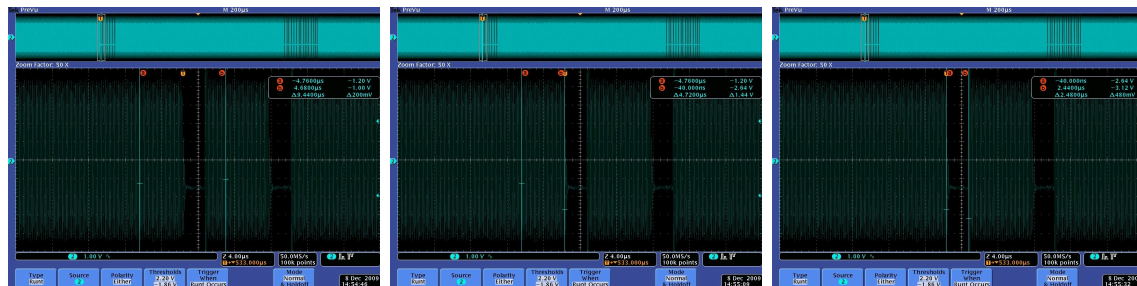 PreVu
M 200µs
Zoom Factor: 50 X
a -4.7600µs -1.20 V
b 4.6800µs -1.00 V
Δ9.4400µs Δ200mV
2 1.00 V
Z 4.00µs
533.000µs
50.0MS/s
100k points
2
Type
Runt
Source
2
Polarity
Either
Thresholds
2.20 V
-1.86 V
Trigger
When
Runt Occurs
Mode
Normal
& Holdoff
8 Dec 2009
14:54:46
PreVu
M 200µs
Zoom Factor: 50 X
a -4.7600µs -1.20 V
b -40.000ns -2.64 V
Δ4.7200µs Δ1.44 V
2 1.00 V
Z 4.00µs
533.000µs
50.0MS/s
100k points
2
Type
Runt
Source
2
Polarity
Either
Thresholds
2.20 V
-1.86 V
Trigger
When
Runt Occurs
Mode
Normal
& Holdoff
8 Dec 2009
14:55:09
PreVu
M 200µs
Zoom Factor: 50 X
a -40.000ns -2.64 V
b 2.4400µs -3.12 V
Δ2.4800µs Δ480mV
2 1.00 V
Z 4.00µs
533.000µs
50.0MS/s
100k points
2
Type
Runt
Source
2
Polarity
Either
Thresholds
2.20 V
-1.86 V
Trigger
When
Runt Occurs
Mode
Normal
& Holdoff
8 Dec 2009
14:55:32